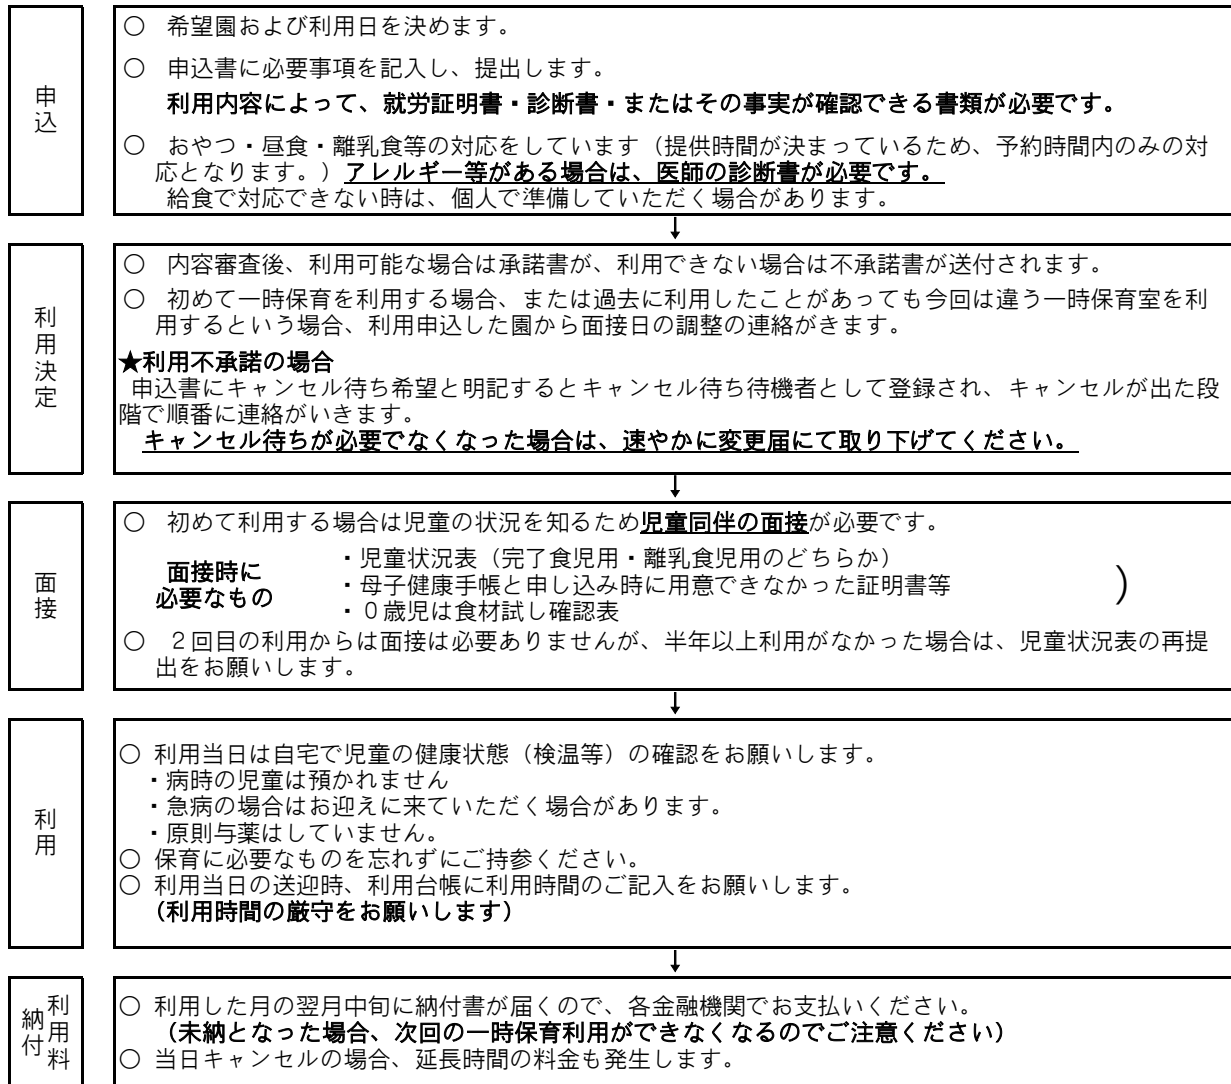 申込
○ 希望園および利用日を決めます。
○ 申込書に必要事項を記入し、提出します。
利用内容によって、就労証明書・診断書・またはその事実が確認できる書類が必要です。
○ おやつ・昼食・離乳食等の対応をしています（提供時間が決まっているため、予約時間内のみの対
応となります。）アレルギー等がある場合は、医師の診断書が必要です。
給食で対応できない時は、個人で準備していただく場合があります。
↓
利用決定
○ 内容審査後、利用可能な場合は承諾書が、利用できない場合は不承諾書が送付されます。
○ 初めて一時保育を利用する場合、または過去に利用したことがあっても今回は違う一時保育室を利
用するという場合、利用申込した園から面接日の調整の連絡がきます。
★利用不承諾の場合
申込書にキャンセル待ち希望と明記するとキャンセル待ち待機者として登録され、キャンセルが出た段
階で順番に連絡がいきます。
キャンセル待ちが必要でなくなった場合は、速やかに変更届にて取り下げてください。
↓
面接
○ 初めて利用する場合は児童の状況を知るため児童同伴の面接が必要です。
面接時に
必要なもの
・児童状況表（完了食児用・離乳食児用のどちらか）
・母子健康手帳と申し込み時に用意できなかった証明書等
・０歳児は食材試し確認表
）
○ ２回目の利用からは面接は必要ありませんが、半年以上利用がなかった場合は、児童状況表の再提
出をお願いします。
↓
利用
○ 利用当日は自宅で児童の健康状態（検温等）の確認をお願いします。
・病時の児童は預かれません
・急病の場合はお迎えに来ていただく場合があります。
・原則与薬はしていません。
○ 保育に必要なものを忘れずにご持参ください。
○ 利用当日の送迎時、利用台帳に利用時間のご記入をお願いします。
（利用時間の厳守をお願いします）
↓
利用料
納付
○ 利用した月の翌月中旬に納付書が届くので、各金融機関でお支払いください。
（未納となった場合、次回の一時保育利用ができなくなるのでご注意ください）
○ 当日キャンセルの場合、延長時間の料金も発生します。